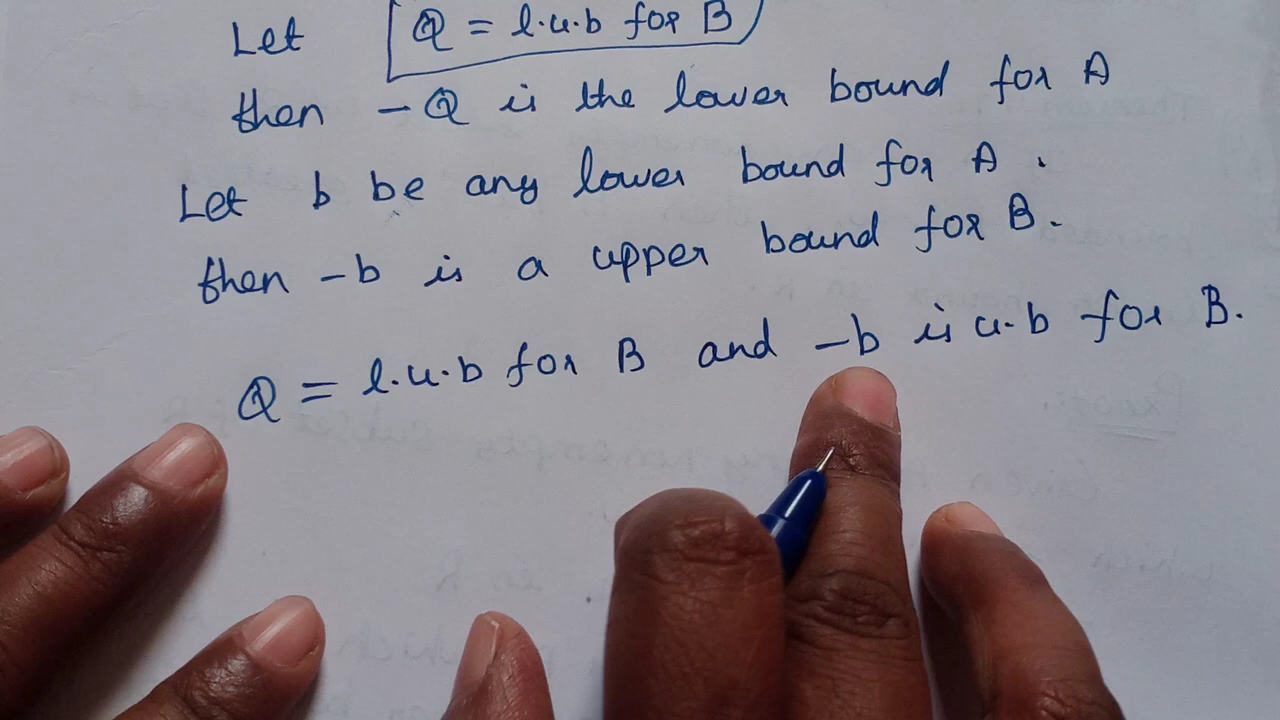 Let Q = l.u.b for B
then - Q is the lower bound for A
Let b be any lower bound for A .
then -b is a upper bound for B.
Q = l.u.b for B and -b is u.b for B.